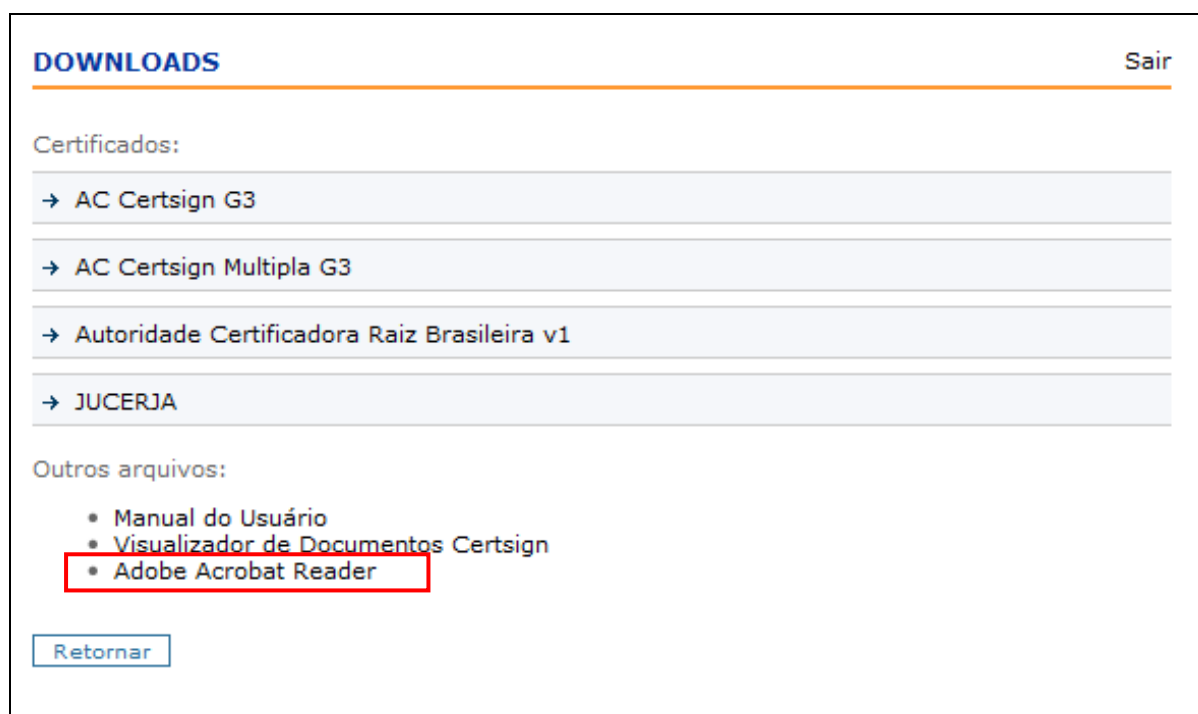 DOWNLOADS
Sair
Certificados:
AC Certsign G3
AC Certsign Multipla G3
Autoridade Certificadora Raiz Brasileira v1
JUCERJA
Outros arquivos:
Manual do Usuário
Visualizador de Documentos Certsign
Adobe Acrobat Reader
Retornar